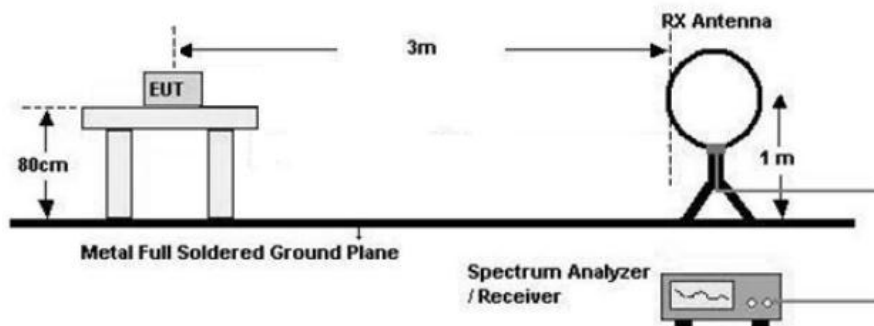 RX Antenna
3m
EUT
80cm
1 m
Metal Full Soldered Ground Plane
Spectrum Analyzer
/ Receiver